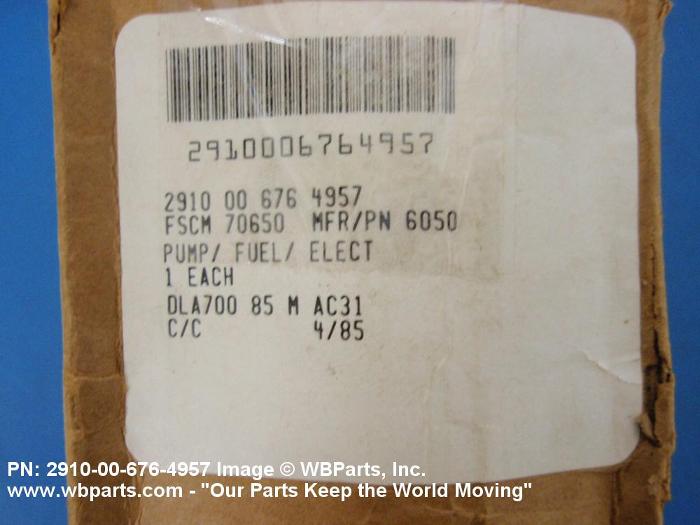 2910006764957
2910 00 676 4957
FSCM 70650 MFR/PN 6050
PUMP/ FUEL/ ELECT
1 EACH
DLA700 85 M AC31
C/C 4/85
PN: 2910-00-676-4957 Image © WBParts, Inc.
www.wbparts.com - "Our Parts Keep the World Moving"